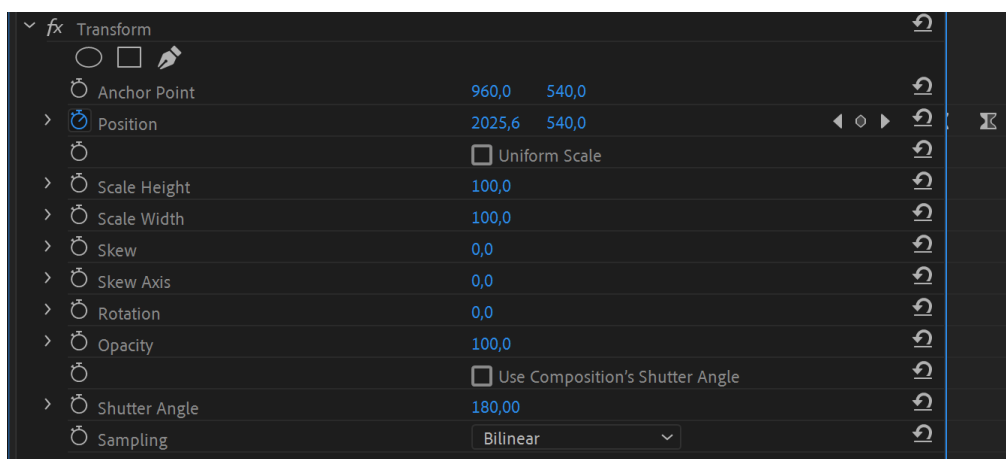 fx Transform
Anchor Point 960,0 540,0
Position 2025,6 540,0
Uniform Scale
Scale Height 100,0
Scale Width 100,0
Skew 0,0
Skew Axis 0,0
Rotation 0,0
Opacity 100,0
Use Composition's Shutter Angle
Shutter Angle 180,00
Sampling Bilinear